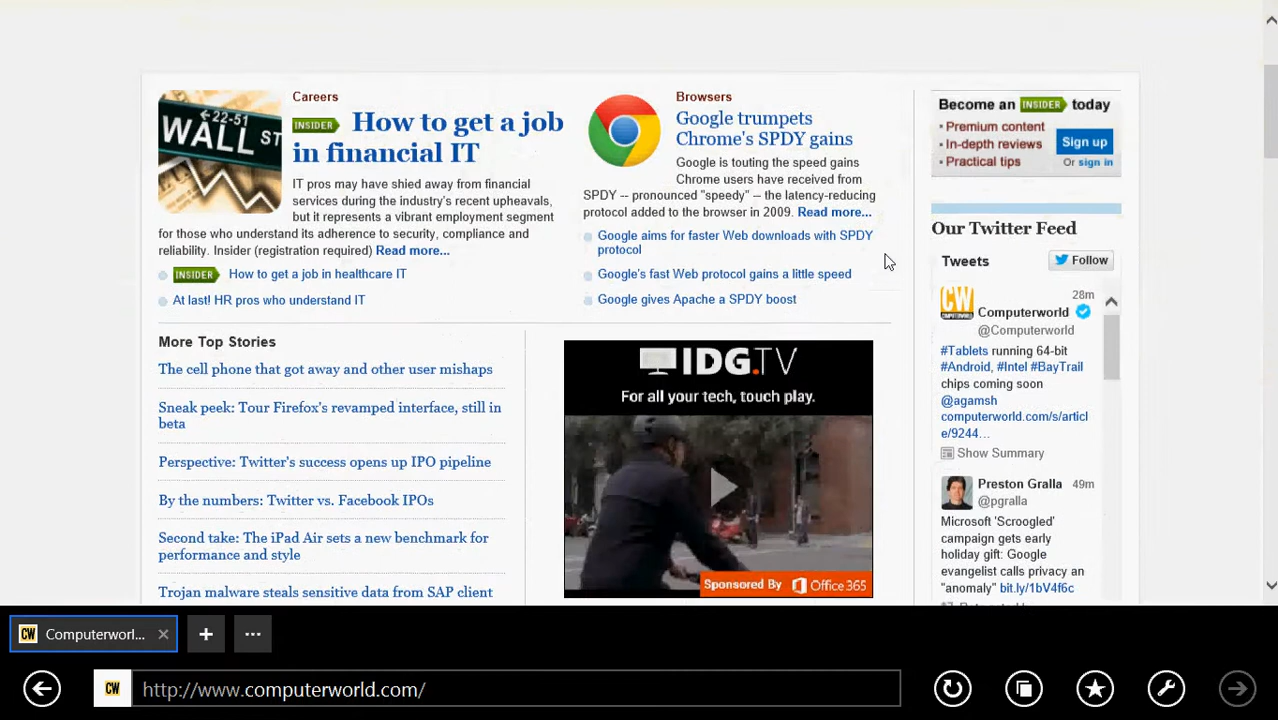 Careers
INSIDER How to get a job
in financial IT
IT pros may have shied away from financial
services during the industry's recent upheavals,
but it represents a vibrant employment segment
for those who understand its adherence to security, compliance and
reliability. Insider (registration required) Read more...
INSIDER How to get a job in healthcare IT
At last! HR pros who understand IT
←22-51
WALL ST
Browsers
Google trumpets
Chrome's SPDY gains
Google is touting the speed gains
Chrome users have received from
SPDY -- pronounced "speedy" -- the latency-reducing
protocol added to the browser in 2009. Read more...
Google aims for faster Web downloads with SPDY
protocol
Google's fast Web protocol gains a little speed
Google gives Apache a SPDY boost
Become an INSIDER today
• Premium content
• In-depth reviews
• Practical tips
Sign up
Or sign in
Our Twitter Feed
Tweets
Follow
CW
COMPUTERWORLD
28m
Computerworld
@Computerworld
#Tablets running 64-bit
#Android, #Intel #BayTrail
chips coming soon
@agamsh
computerworld.com/s/articl
e/9244…
Show Summary
Preston Gralla 49m
@pgralla
Microsoft 'Scroogled'
campaign gets early
holiday gift: Google
evangelist calls privacy an
"anomaly" bit.ly/1bV4f6c
More Top Stories
The cell phone that got away and other user mishaps
Sneak peek: Tour Firefox's revamped interface, still in
beta
Perspective: Twitter's success opens up IPO pipeline
By the numbers: Twitter vs. Facebook IPOs
Second take: The iPad Air sets a new benchmark for
performance and style
Trojan malware steals sensitive data from SAP client
IDG.TV
For all your tech, touch play.
Sponsored By Office 365
CW Computerworl...
CW http://www.computerworld.com/